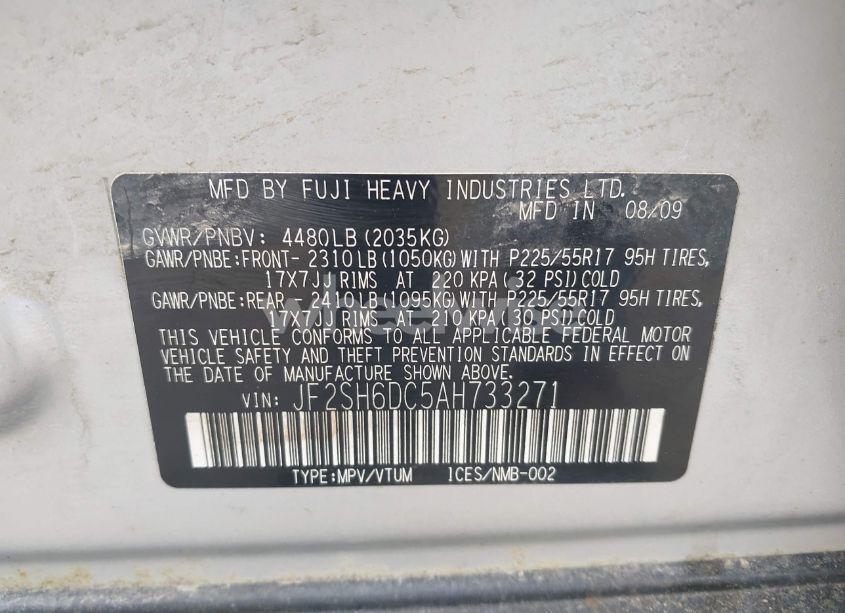 MFD BY FUJI HEAVY INDUSTRIES LTD.
MFD IN 08/09
GVWR/PNBV: 4480LB(2035KG)
GAWR/PNBE:FRONT- 2310LB(1050KG)WITH P225/55R17 95H TIRES,
17X7JJ RIMS AT 220 KPA(32 PSI)COLD
GAWR/PNBE:REAR - 2410LB(1095KG)WITH P225/55R17 95H TIRES,
17X7JJ RIMS AT 210 KPA(30 PSI)COLD
THIS VEHICLE CONFORMS TO ALL APPLICABLE FEDERAL MOTOR
VEHICLE SAFETY AND THEFT PREVENTION STANDARDS IN EFFECT ON
THE DATE OF MANUFACTURE SHOWN ABOVE.
VIN: JF2SH6DC5AH733271
TYPE:MPV/VTUM ICES/NMB-002